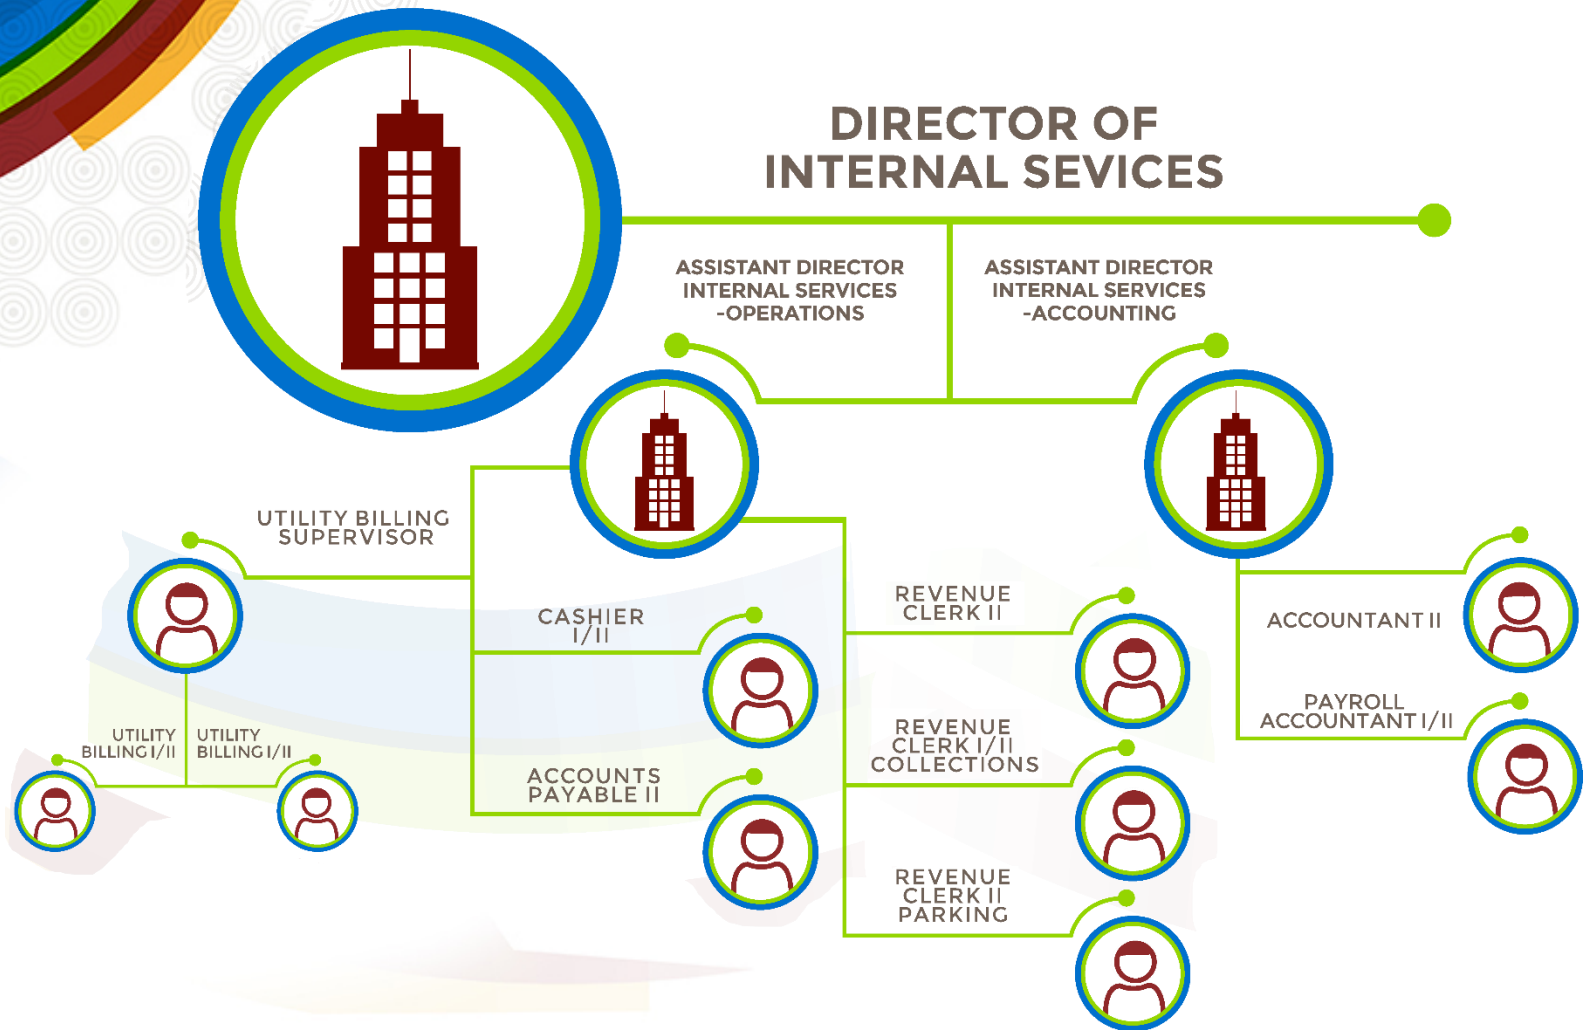 DIRECTOR OF
INTERNAL SEVICES
ASSISTANT DIRECTOR
INTERNAL SERVICES
-OPERATIONS
ASSISTANT DIRECTOR
INTERNAL SERVICES
-ACCOUNTING
UTILITY BILLING
SUPERVISOR
UTILITY
BILLING I/II
UTILITY
BILLING I/II
CASHIER
I/II
ACCOUNTS
PAYABLE II
REVENUE
CLERK II
REVENUE
CLERK I/II
COLLECTIONS
REVENUE
CLERK II
PARKING
ACCOUNTANT II
PAYROLL
ACCOUNTANT I/II